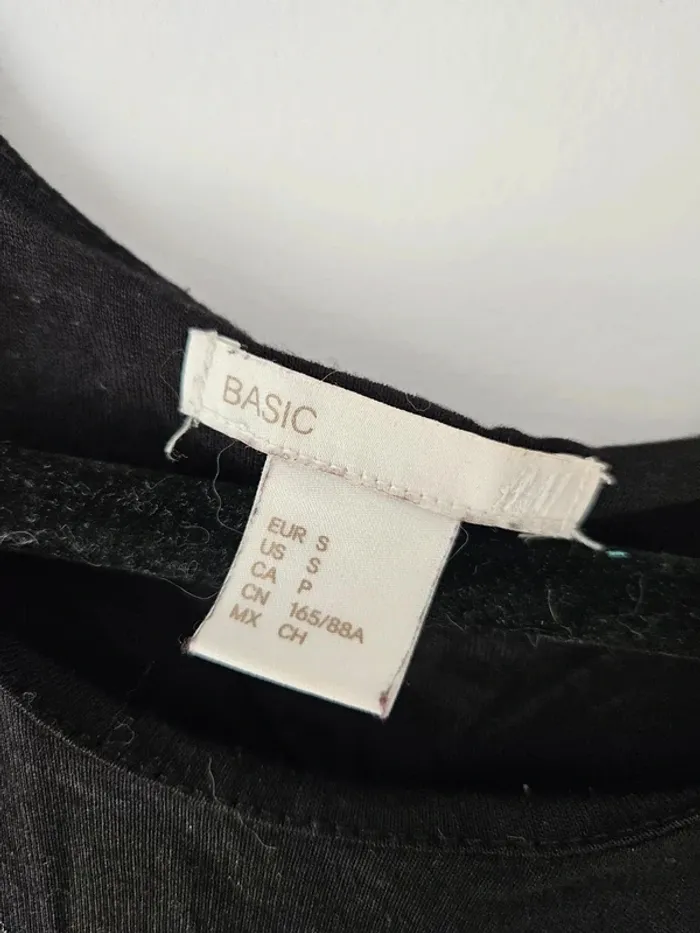 BASIC
EUR S
US S
CA P
CN 165/88A
MX CH